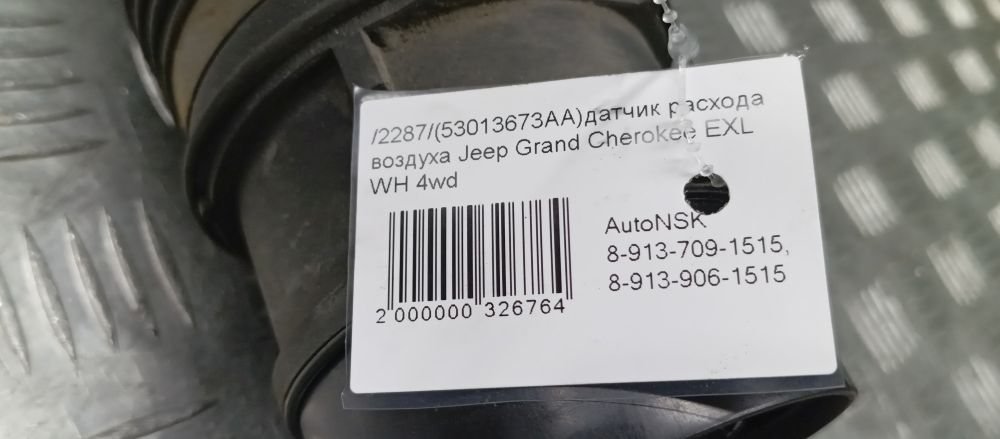 /2287/(53013673AA)датчик расхода
воздуха Jeep Grand Cherokee EXL
WH 4wd
AutoNSK
8-913-709-1515,
8-913-906-1515
2 000000 326764